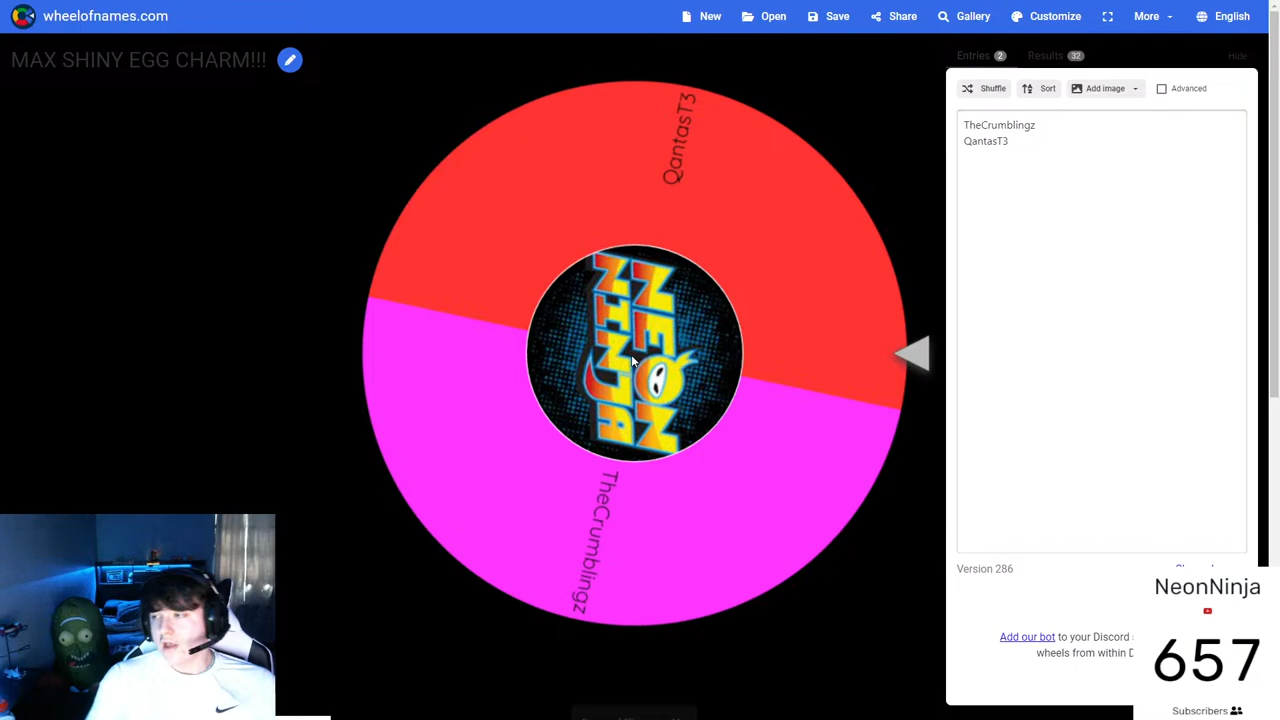 wheelofnames.com
New
Open
Save
Share
Gallery
Customize
More
English
MAX SHINY EGG CHARM!!!
Entries 2
Results 32
Hide
Shuffle
Sort
Add image
Advanced
TheCrumblingz
QantasT3
QantasT3
NEON
NINJA
TheCrumblingz
Version 286
Add our bot to your Discord
wheels from within
NeonNinja
657
Subscribers